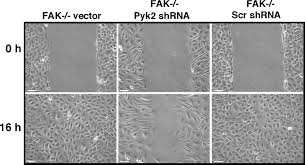 FAK-/- vector
FAK-/-
Pyk2 shRNA
FAK-/-
Scr shRNA
0 h
16 h